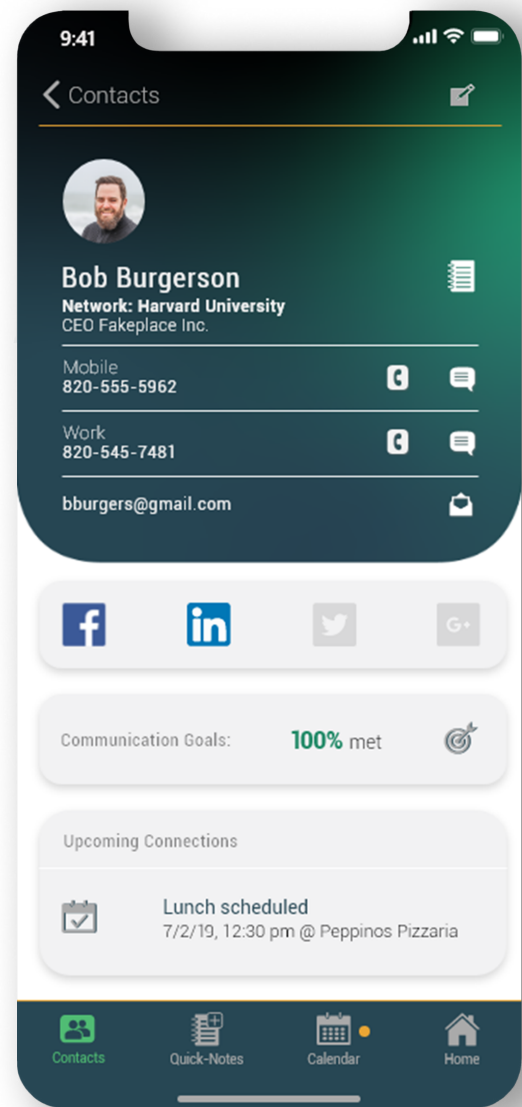 9:41
Contacts
Bob Burgerson
Network: Harvard University
CEO Fakeplace Inc.
Mobile
820-555-5962
Work
820-545-7481
bburgers@gmail.com
f in G+
Communication Goals: 100% met
Upcoming Connections
Lunch scheduled
7/2/19, 12:30 pm @ Peppinos Pizzaria
Contacts Quick-Notes Calendar Home